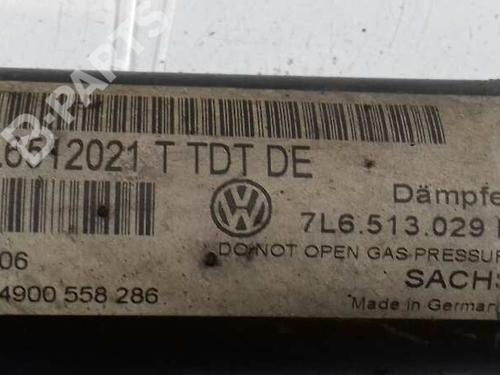 6512021 T TDT DE
Dämpfe
7L6.513.029
DO NOT OPEN GAS PRESSUR
06
SACHS
4900 558 286
Made in German
B-PARTS